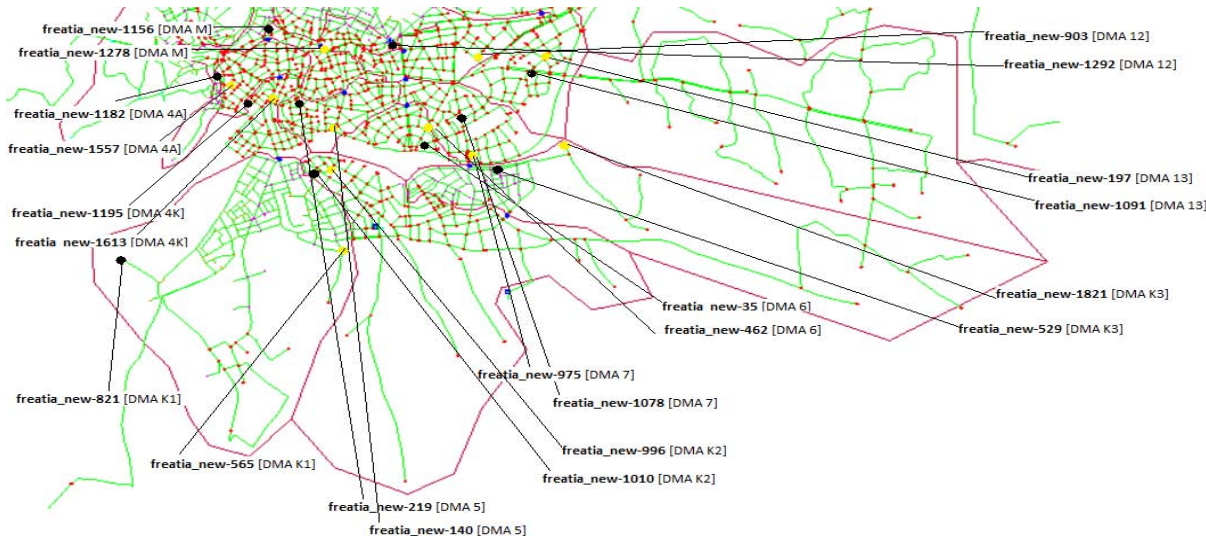 freatia_new-1156 [DMA M]
freatia_new-903 [DMA 12]
freatia_new-1278 [DMA M]
freatia_new-1292 [DMA 12]
freatia_new-1182 [DMA 4A]
freatia_new-1557 [DMA 4A]
freatia_new-197 [DMA 13]
freatia_new-1091 [DMA 13]
freatia_new-1195 [DMA 4K]
freatia new-1613 [DMA 4K]
freatia_new-1821 [DMA K3]
freatia new-35 [DMA 6]
freatia_new-462 [DMA 6]
freatia_new-529 [DMA K3]
freatia_new-975 [DMA 7]
freatia_new-821 [DMA K1]
freatia_new-1078 [DMA 7]
freatia_new-996 [DMA K2]
freatia_new-565 [DMA K1]
freatia_new-1010 [DMA K2]
freatia_new-219 [DMA 5]
freatia_new-140 [DMA 5]